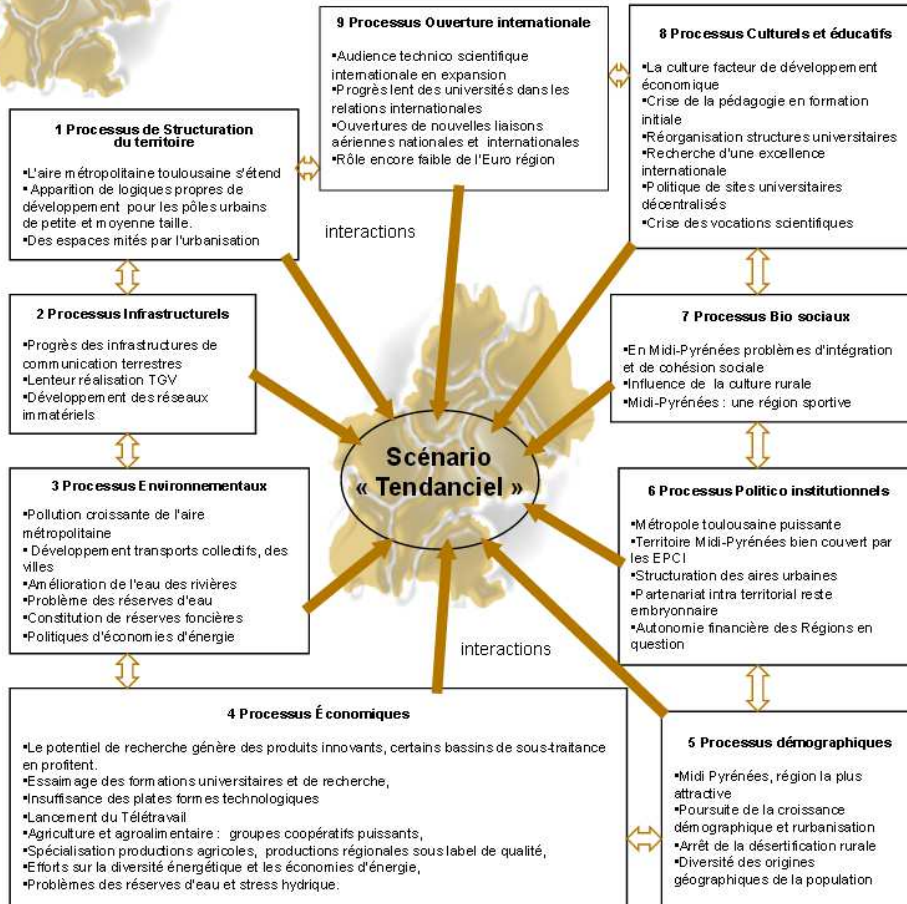 9 Processus Ouverture internationale
▪Audience technico scientifique
internationale en expansion
▪Progrès lent des universités dans les
relations internationales
▪Ouvertures de nouvelles liaisons
aériennes nationales et internationales
▪Rôle encore faible de l'Euro région
8 Processus Culturels et éducatifs
▪La culture facteur de développement
économique
▪Crise de la pédagogie en formation
initiale
▪Réorganisation structures universitaires
▪Recherche d'une excellence
internationale
▪Politique de sites universitaires
décentralisés
▪Crise des vocations scientifiques
1 Processus de Structuration
du territoire
▪L'aire métropolitaine toulousaine s'étend
▪ Apparition de logiques propres de
développement pour les pôles urbains
de petite et moyenne taille.
▪Des espaces mités par l'urbanisation
interactions
2 Processus Infrastructurels
▪Progrès des infrastructures de
communication terrestres
▪Lenteur réalisation TGV
▪Développement des réseaux
immatériels
7 Processus Bio sociaux
▪En Midi-Pyrénées problèmes d'intégration
et de cohésion sociale
▪Influence de la culture rurale
▪Midi-Pyrénées : une région sportive
Scénario
« Tendanciel »
3 Processus Environnementaux
▪Pollution croissante de l'aire
métropolitaine
▪ Développement transports collectifs, des
villes
▪Amélioration de l'eau des rivières
▪Problème des réserves d'eau
▪Constitution de réserves foncières
▪Politiques d'économies d'énergie
6 Processus Politico institutionnels
▪Métropole toulousaine puissante
▪Territoire Midi-Pyrénées bien couvert par
les EPCI
▪Structuration des aires urbaines
▪Partenariat intra territorial reste
embryonnaire
▪Autonomie financière des Régions en
question
interactions
4 Processus Économiques
▪Le potentiel de recherche génère des produits innovants, certains bassins de sous-traitance
en profitent.
▪Essaimage des formations universitaires et de recherche,
▪Insuffisance des plates formes technologiques
▪Lancement du Télétravail
▪Agriculture et agroalimentaire : groupes coopératifs puissants,
▪Spécialisation productions agricoles, productions régionales sous label de qualité,
▪Efforts sur la diversité énergétique et les économies d'énergie,
▪Problèmes des réserves d'eau et stress hydrique.
5 Processus démographiques
▪Midi Pyrénées, région la plus
attractive
▪Poursuite de la croissance
démographique et rurbanisation
▪Arrêt de la désertification rurale
▪Diversité des origines
géographiques de la population